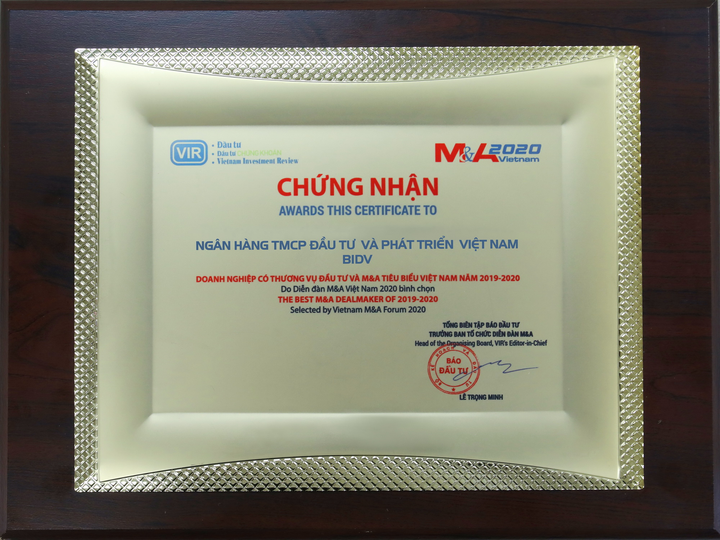 VIR
• Đầu tư
• Đầu tư CHỨNG KHOÁN
• Vietnam Investment Review
M&A 2020
Vietnam
CHỨNG NHẬN
AWARDS THIS CERTIFICATE TO
NGÂN HÀNG TMCP ĐẦU TƯ VÀ PHÁT TRIỂN VIỆT NAM
BIDV
DOANH NGHIỆP CÓ THƯƠNG VỤ ĐẦU TƯ VÀ M&A TIÊU BIỂU VIỆT NAM NĂM 2019-2020
Do Diễn đàn M&A Việt Nam 2020 bình chọn
THE BEST M&A DEALMAKER OF 2019-2020
Selected by Vietnam M&A Forum 2020
TỔNG BIÊN TẬP BÁO ĐẦU TƯ
TRƯỞNG BAN TỔ CHỨC DIỄN ĐÀN M&A
Head of the Organising Board, VIR's Editor-in-Chief
BÁO
ĐẦU TƯ
LÊ TRỌNG MINH